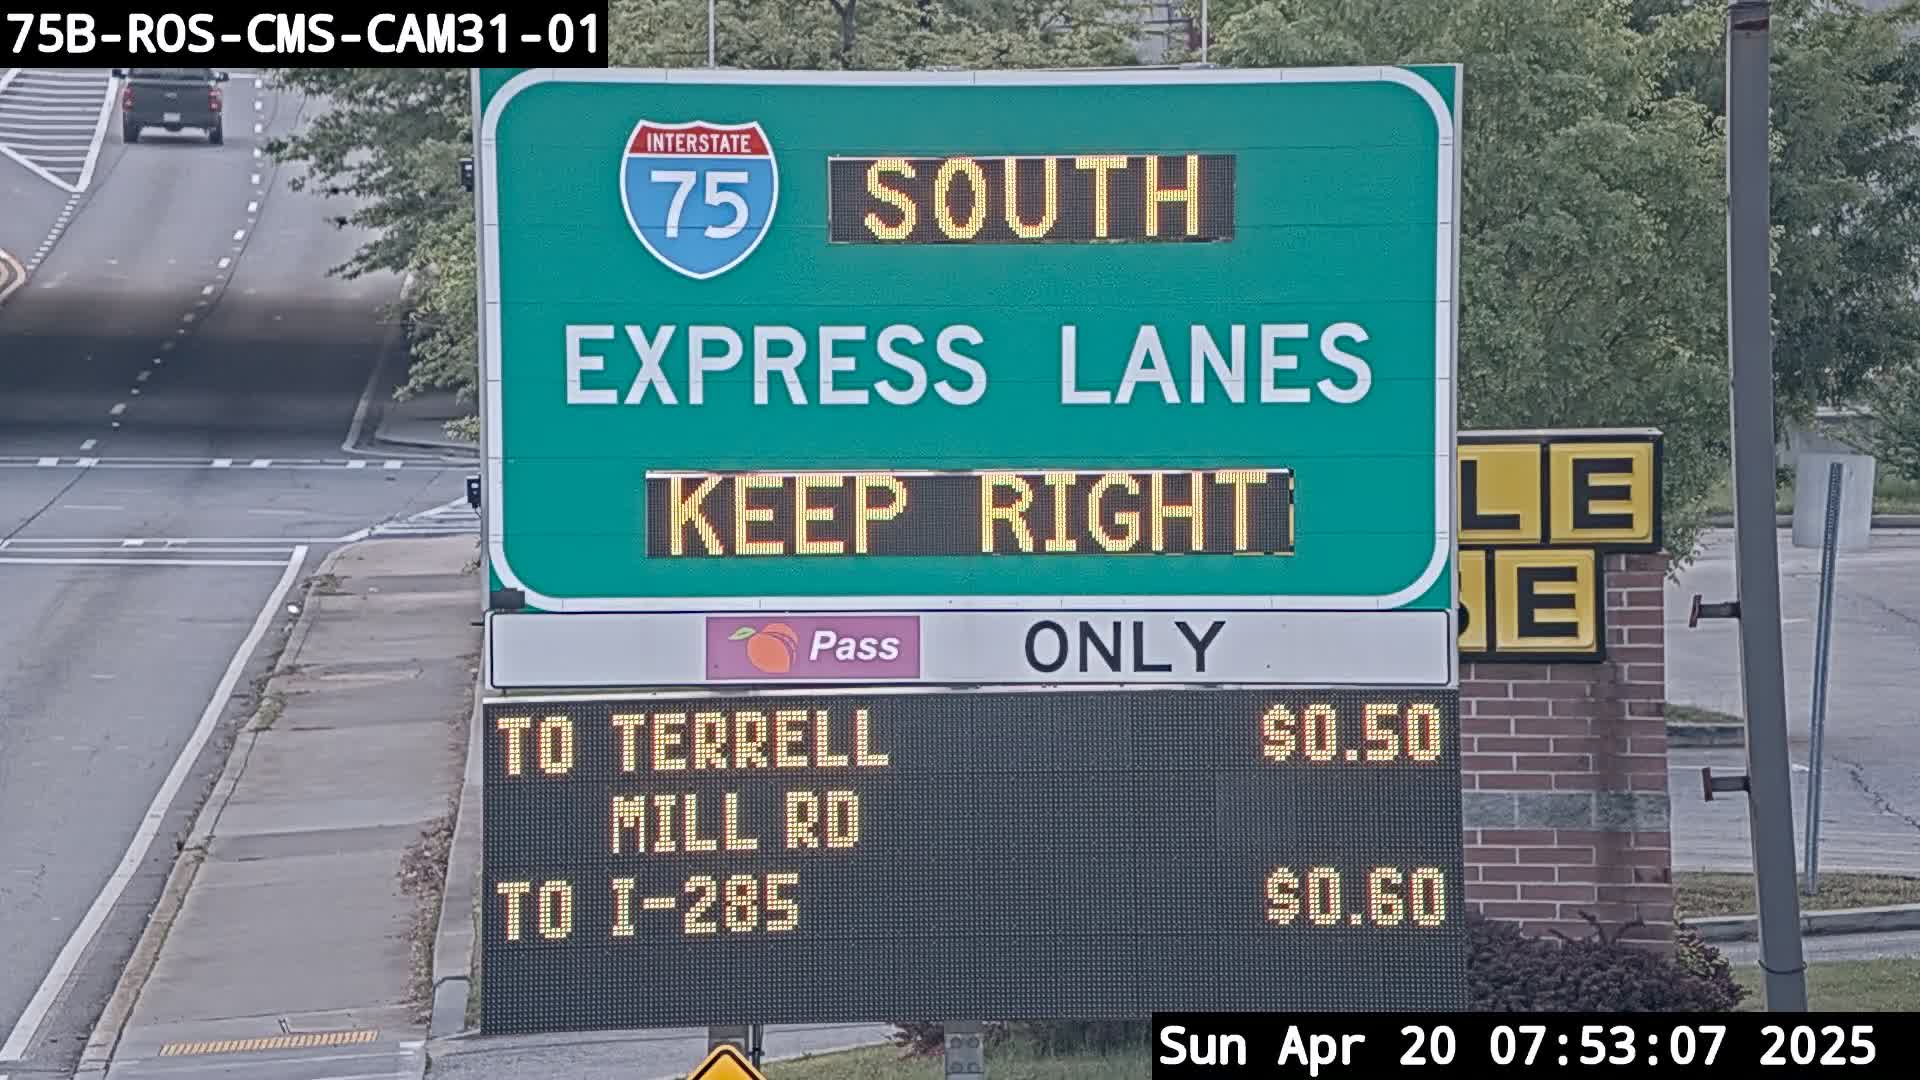 75B-ROS-CMS-CAM31-01
INTERSTATE
75
SOUTH
EXPRESS LANES
KEEP RIGHT
Pass ONLY
TO TERRELL $0.50
MILL RD
TO I-285 $0.60
LE
E
Sun Apr 20 07:53:07 2025